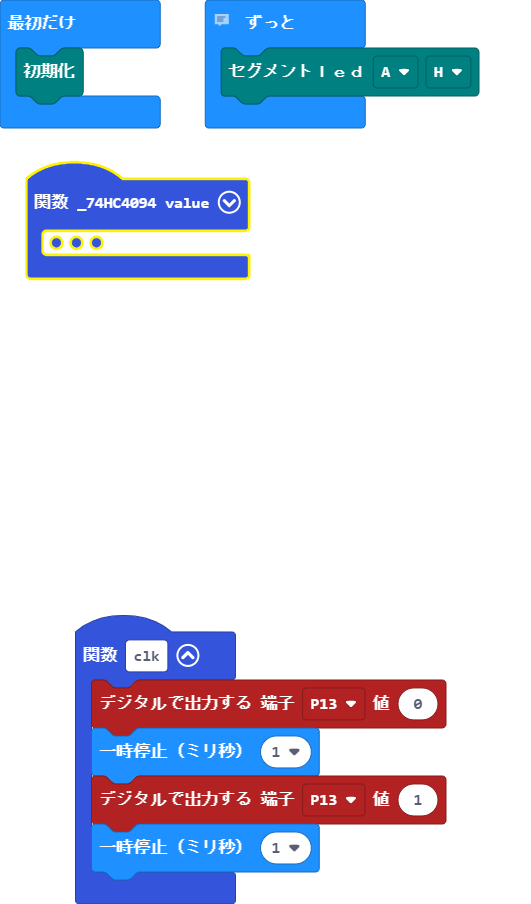 最初だけ
初期化
ずっと
セグメントｌｅｄ A H
関数 _74HC4094 value
関数 clk
デジタルで出力する 端子 P13 値 0
一時停止（ミリ秒） 1
デジタルで出力する 端子 P13 値 1
一時停止（ミリ秒） 1